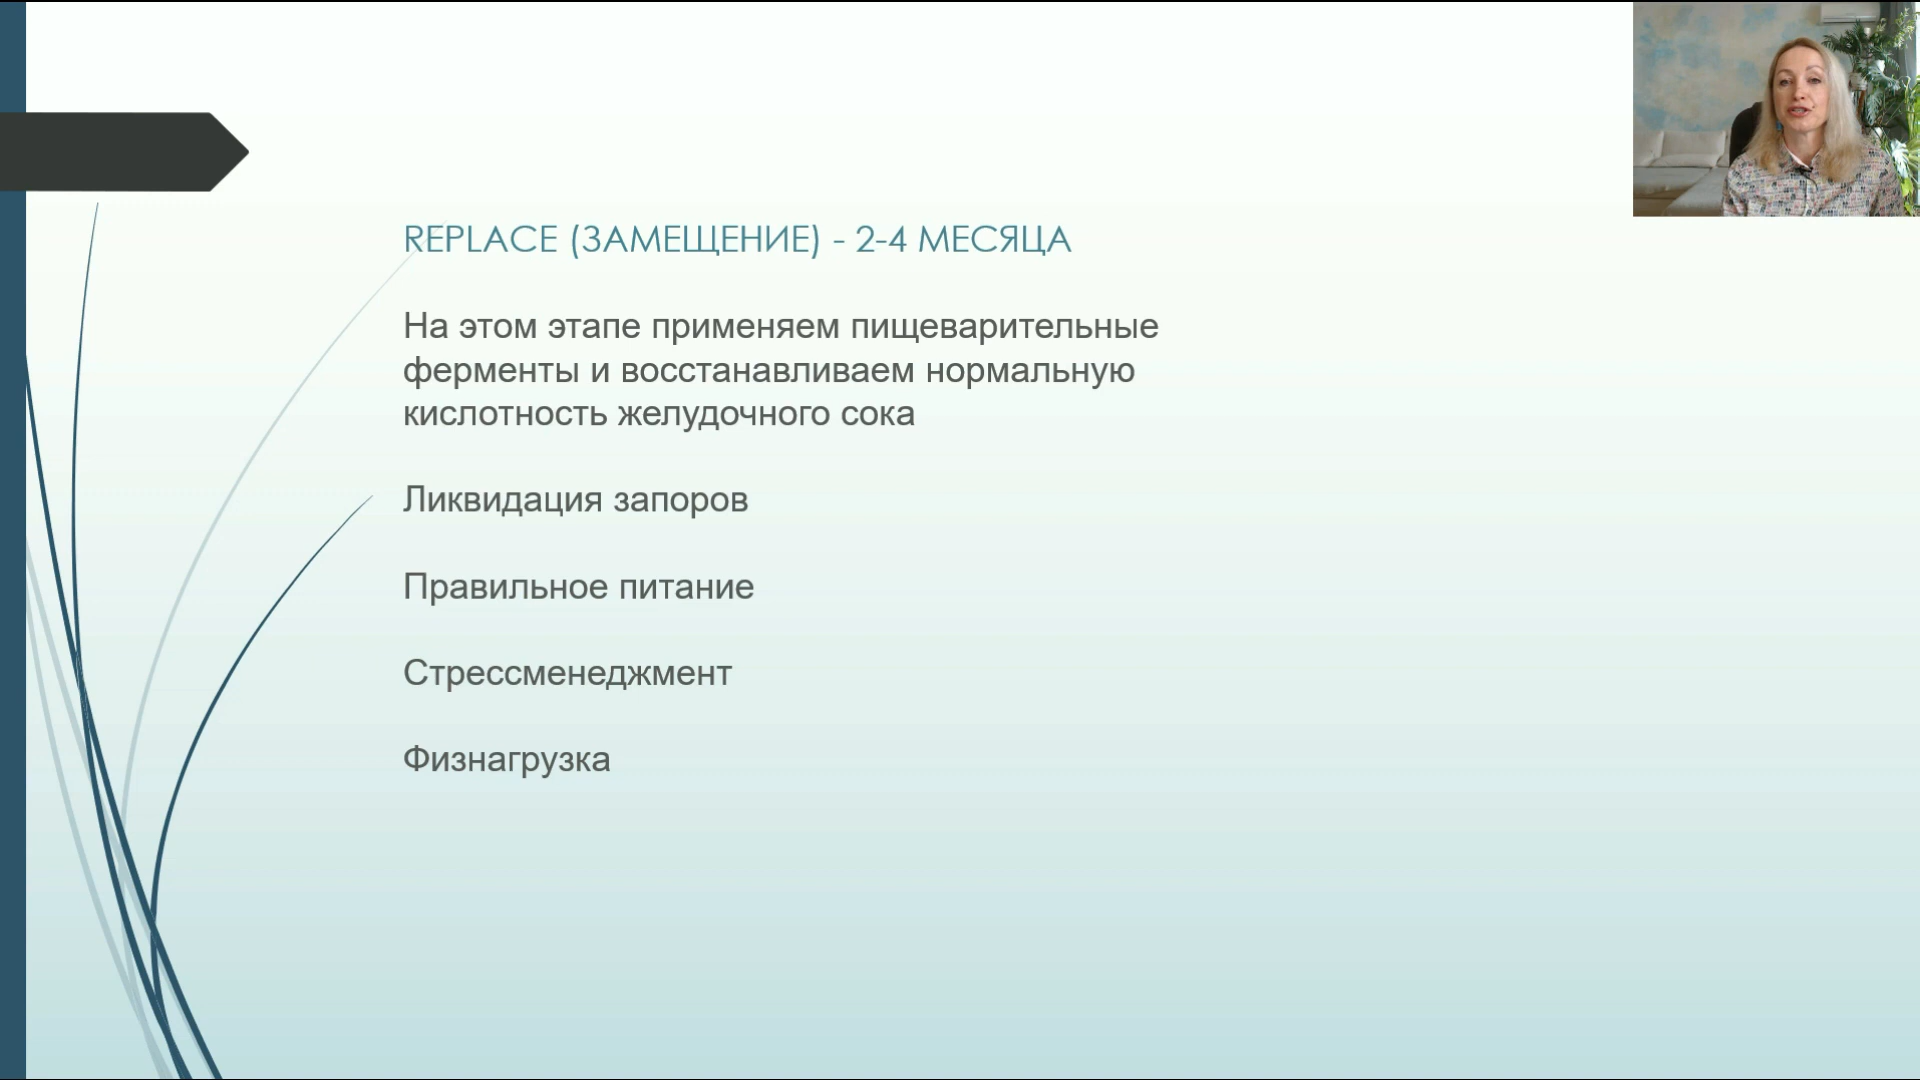 REPLACE (ЗАМЕЩЕНИЕ) - 2-4 МЕСЯЦА
На этом этапе применяем пищеварительные
ферменты и восстанавливаем нормальную
кислотность желудочного сока
Ликвидация запоров
Правильное питание
Стрессменеджмент
Физнагрузка